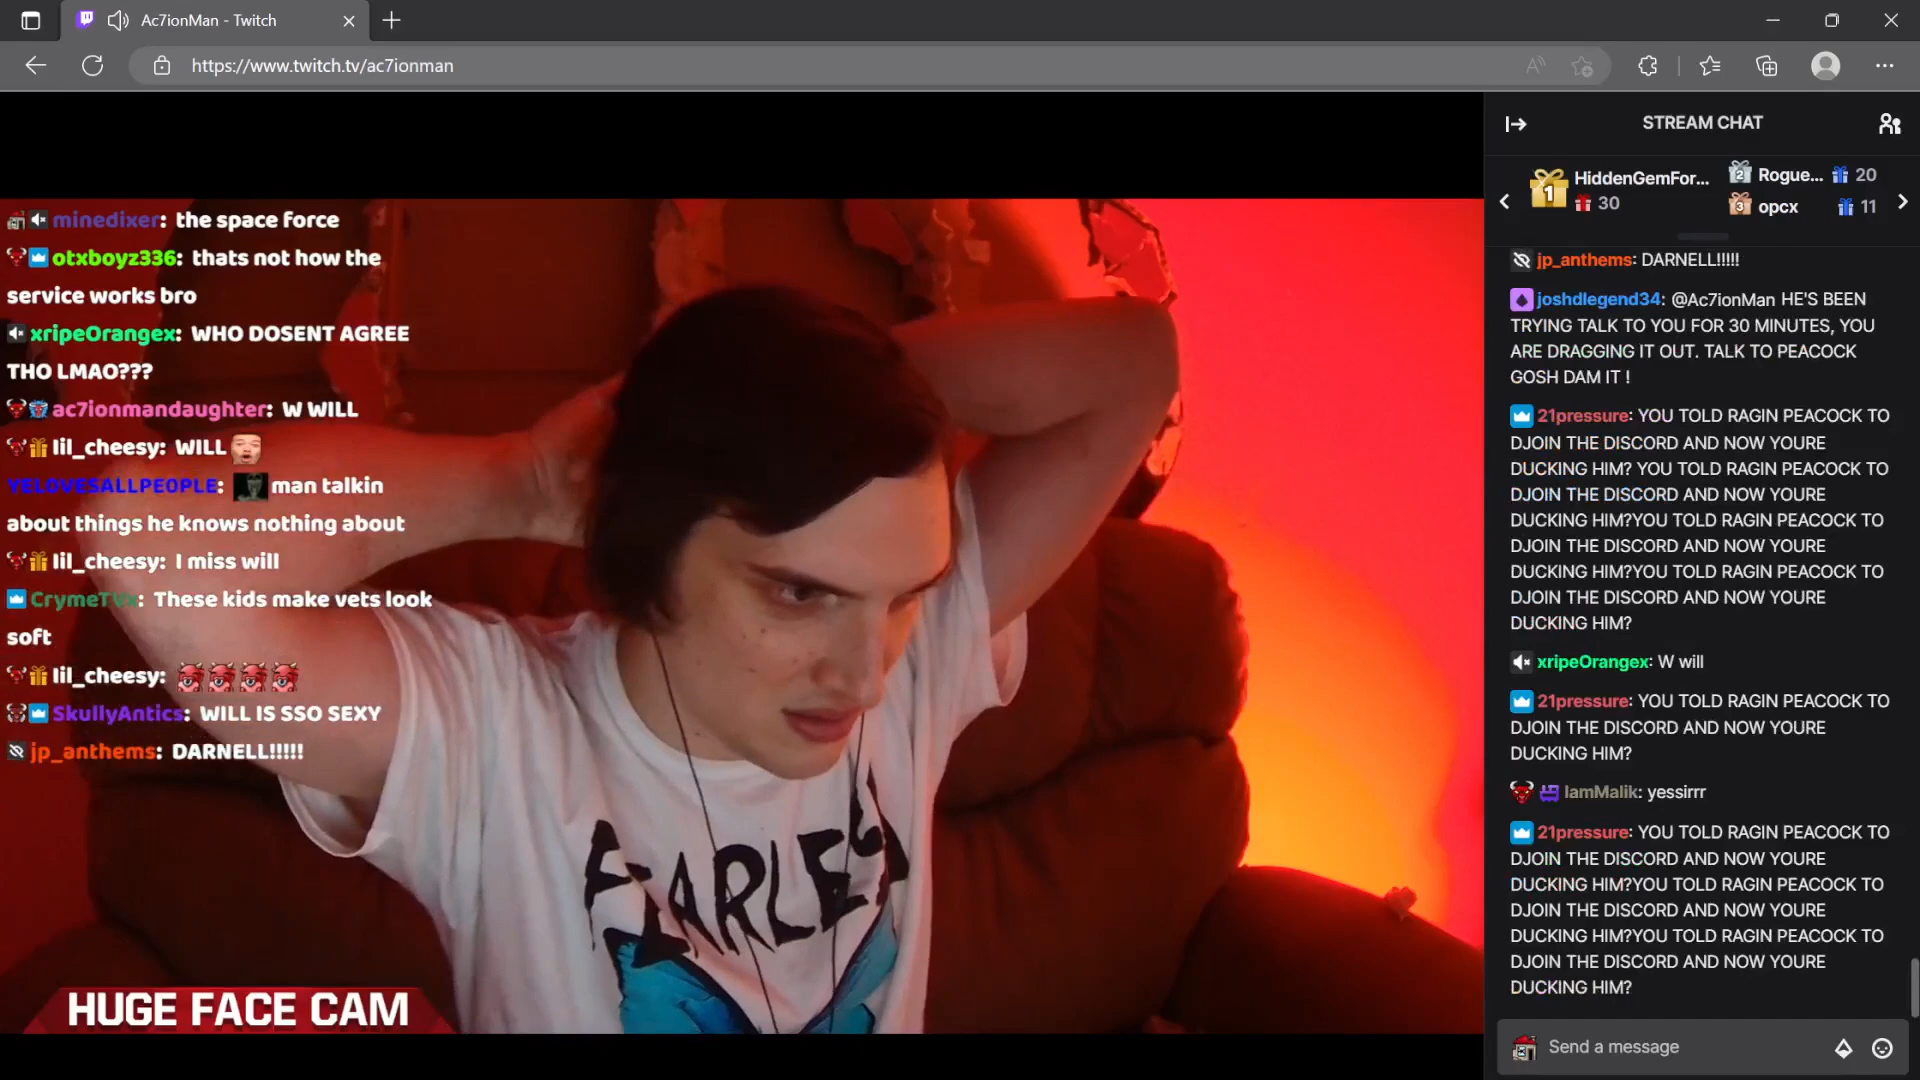 Ac7ionMan - Twitch
https://www.twitch.tv/ac7ionman
minedixer: the space force
otxboyz336: thats not how the
service works bro
xripeOrangex: WHO DOSENT AGREE
THO LMAO???
ac7ionmandaughter: W WILL
lil_cheesy: WILL
YELOVESALLPEOPLE: man talkin
about things he knows nothing about
lil_cheesy: I miss will
CrymeTVx: These kids make vets look
soft
lil_cheesy:
SkullyAntics: WILL IS SSO SEXY
jp_anthems: DARNELL!!!!!
FEARLESS
HUGE FACE CAM
STREAM CHAT
1 HiddenGemFor...
30
2 Rogue... 20
3 opcx 11
jp_anthems: DARNELL!!!!!
joshdlegend34: @Ac7ionMan HE'S BEEN
TRYING TALK TO YOU FOR 30 MINUTES, YOU
ARE DRAGGING IT OUT. TALK TO PEACOCK
GOSH DAM IT !
21pressure: YOU TOLD RAGIN PEACOCK TO
DJOIN THE DISCORD AND NOW YOURE
DUCKING HIM? YOU TOLD RAGIN PEACOCK TO
DJOIN THE DISCORD AND NOW YOURE
DUCKING HIM?YOU TOLD RAGIN PEACOCK TO
DJOIN THE DISCORD AND NOW YOURE
DUCKING HIM?YOU TOLD RAGIN PEACOCK TO
DJOIN THE DISCORD AND NOW YOURE
DUCKING HIM?
xripeOrangex: W will
21pressure: YOU TOLD RAGIN PEACOCK TO
DJOIN THE DISCORD AND NOW YOURE
DUCKING HIM?
IamMalik: yessirrr
21pressure: YOU TOLD RAGIN PEACOCK TO
DJOIN THE DISCORD AND NOW YOURE
DUCKING HIM?YOU TOLD RAGIN PEACOCK TO
DJOIN THE DISCORD AND NOW YOURE
DUCKING HIM?YOU TOLD RAGIN PEACOCK TO
DJOIN THE DISCORD AND NOW YOURE
DUCKING HIM?
Send a message